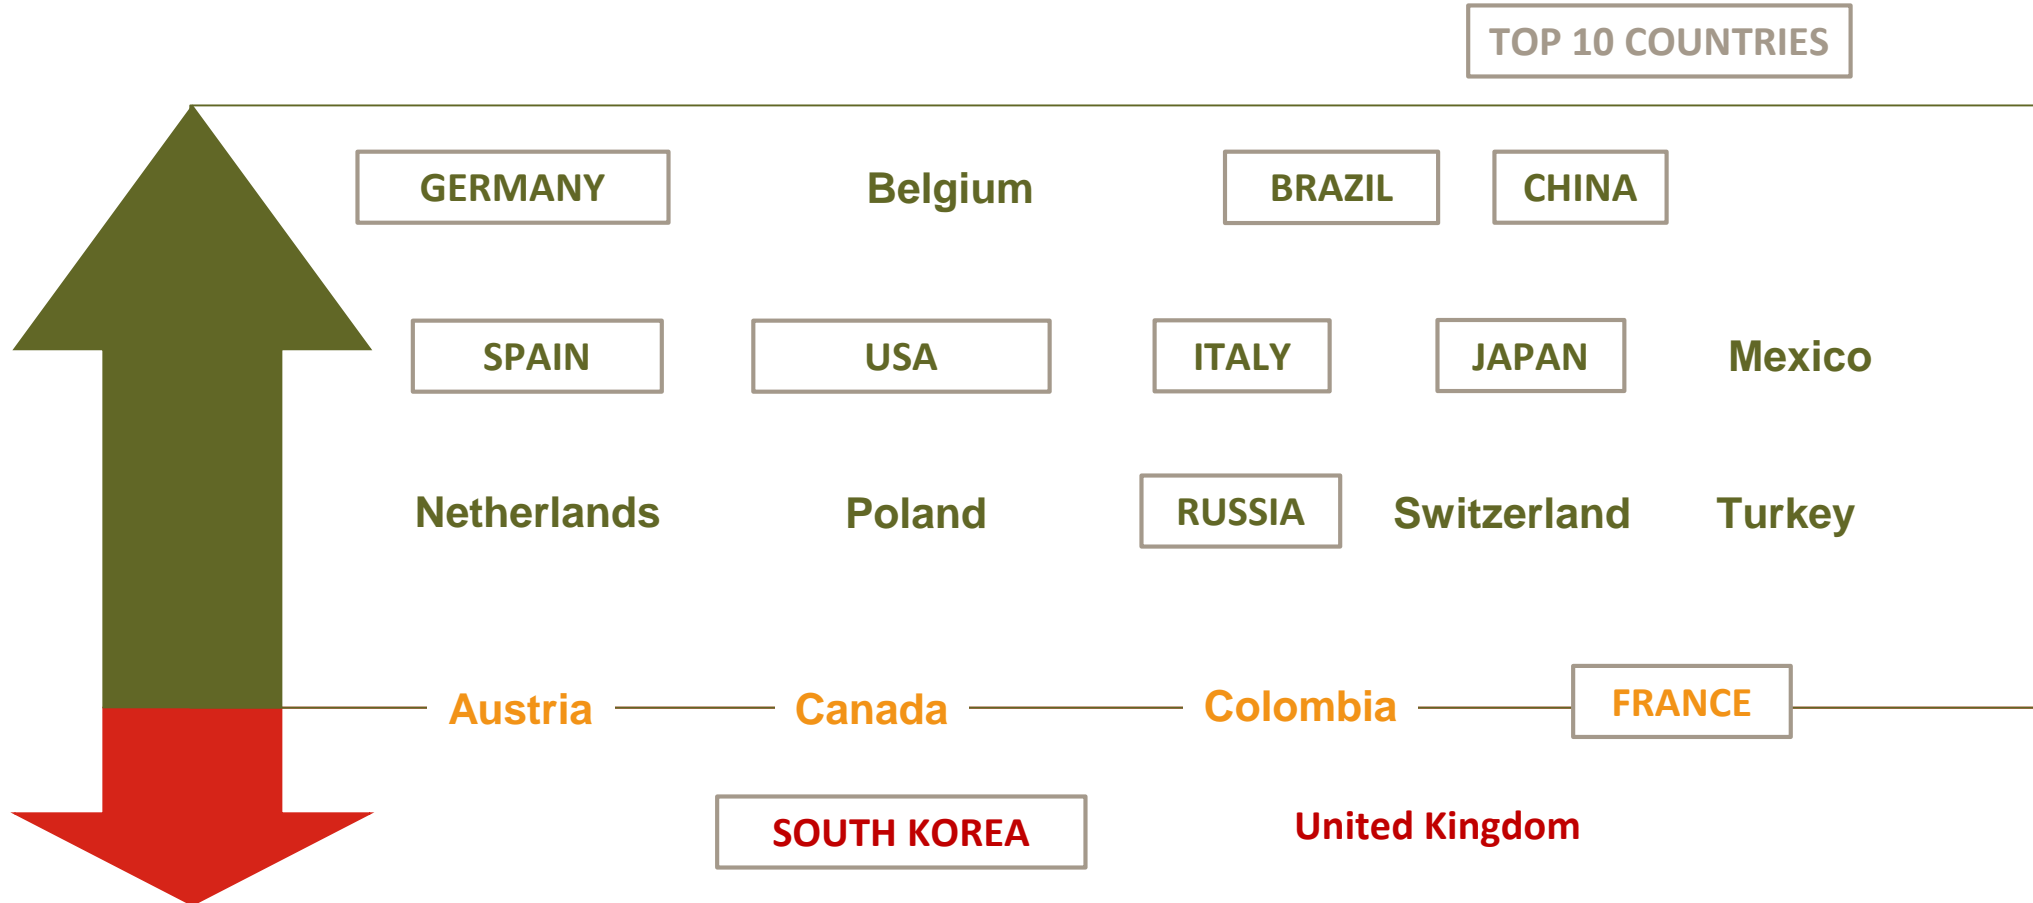 TOP 10 COUNTRIES
GERMANY Belgium BRAZIL CHINA
SPAIN USA ITALY JAPAN Mexico
Netherlands Poland RUSSIA Switzerland Turkey
Austria Canada Colombia FRANCE
SOUTH KOREA United Kingdom